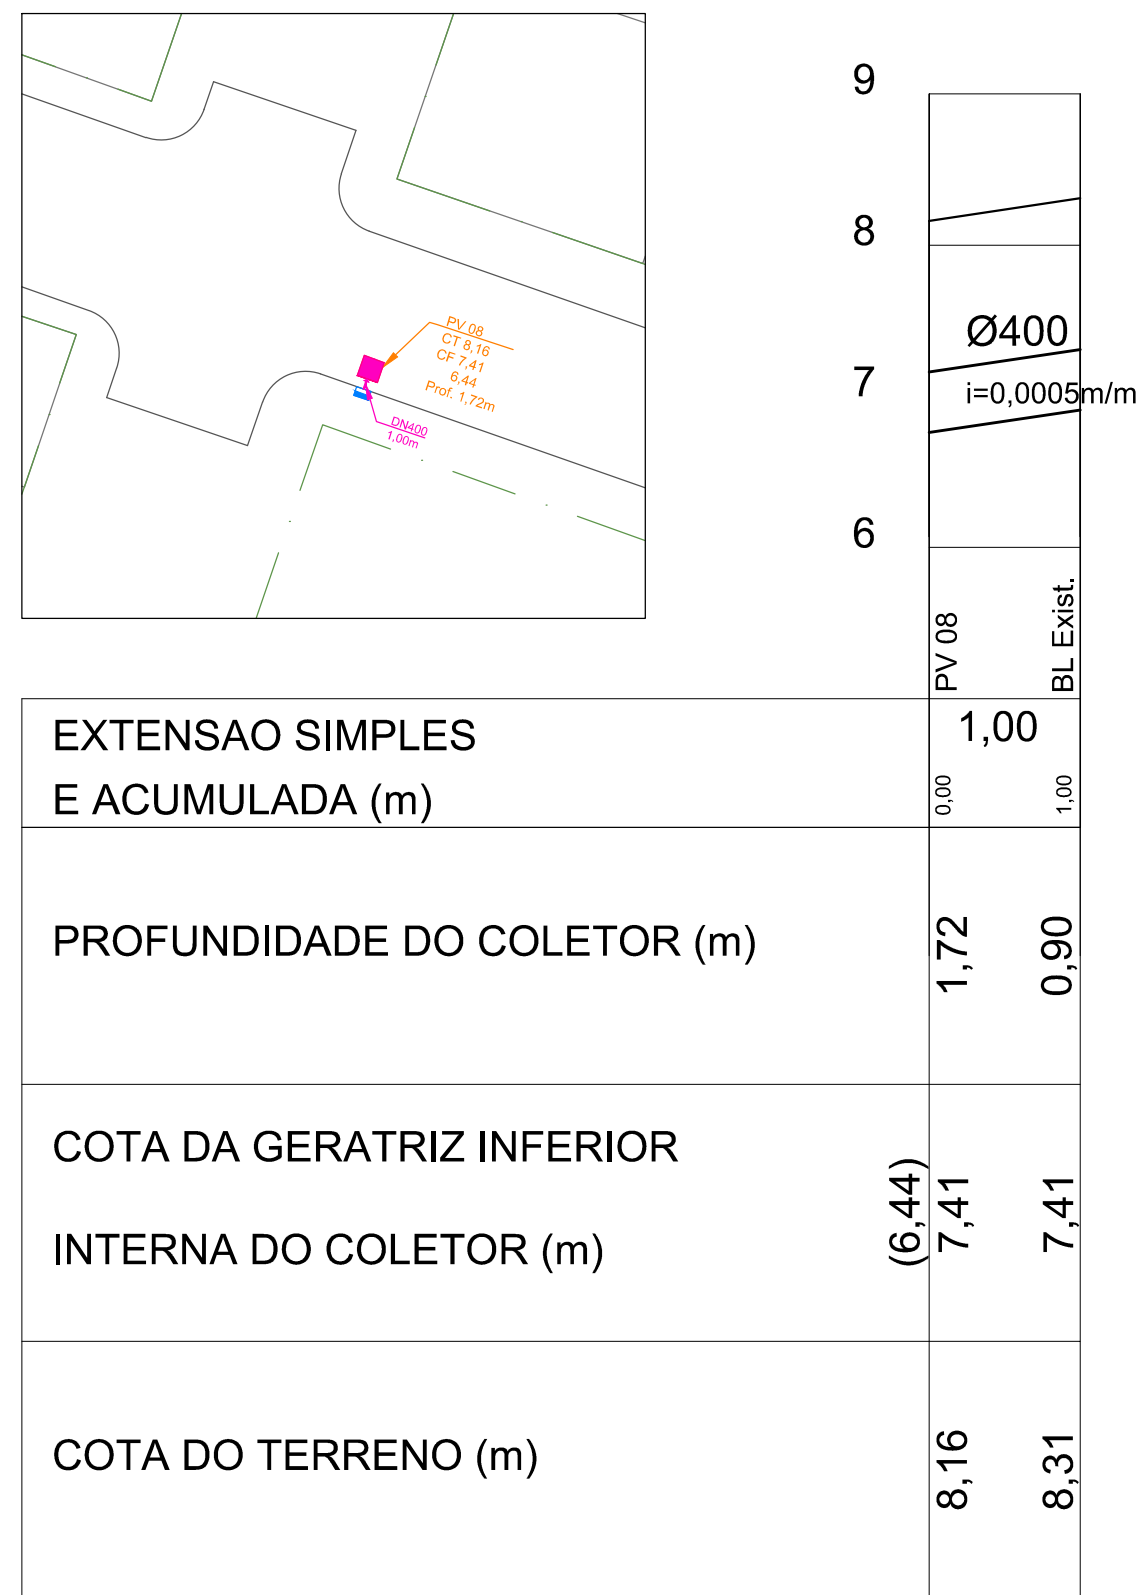 PV 08
CT 8,16
CF 7,41
6,44
Prof. 1,72m
DN400
1,00m
9
8
7
6
Ø400
i=0,0005m/m
PV 08
BL Exist.
EXTENSAO SIMPLES
E ACUMULADA (m)
1,00
0,00
1,00
PROFUNDIDADE DO COLETOR (m)
1,72
0,90
COTA DA GERATRIZ INFERIOR
INTERNA DO COLETOR (m)
(6,44)
7,41
7,41
COTA DO TERRENO (m)
8,16
8,31